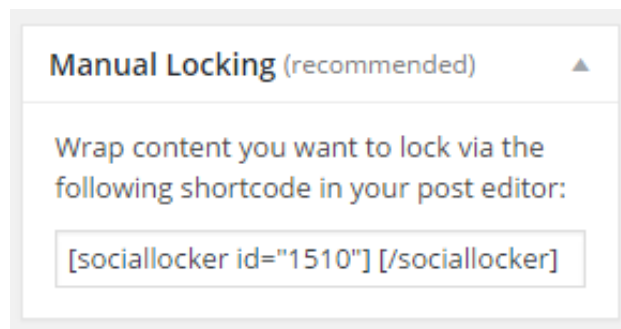 Manual Locking (recommended)
Wrap content you want to lock via the
following shortcode in your post editor:
[sociallocker id="1510"] [/sociallocker]